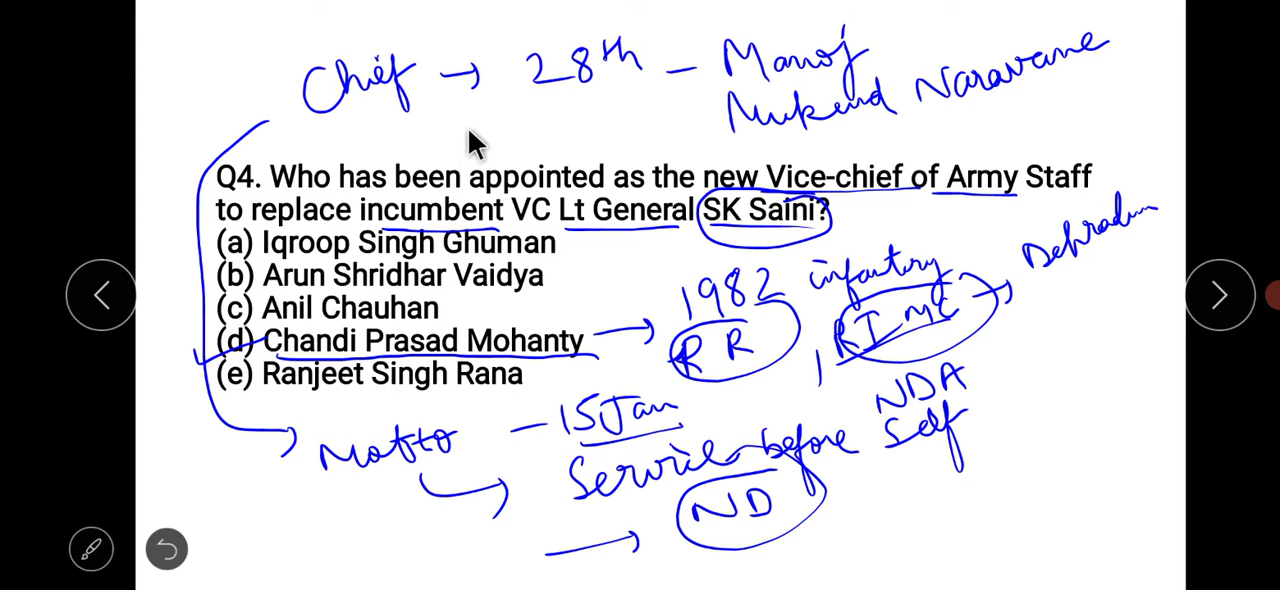 Chief → 28th - Manoj
Mukund Naravane
Q4. Who has been appointed as the new Vice-chief of Army Staff
to replace incumbent VC Lt General SK Saini?
(a) Iqroop Singh Ghuman
(b) Arun Shridhar Vaidya
(c) Anil Chauhan
(d) Chandi Prasad Mohanty
(e) Ranjeet Singh Rana
→ 1982 infantory
RR
RIMC → Dehradun
NDA
Motto - 15 Jan
Service before Self
→ ND